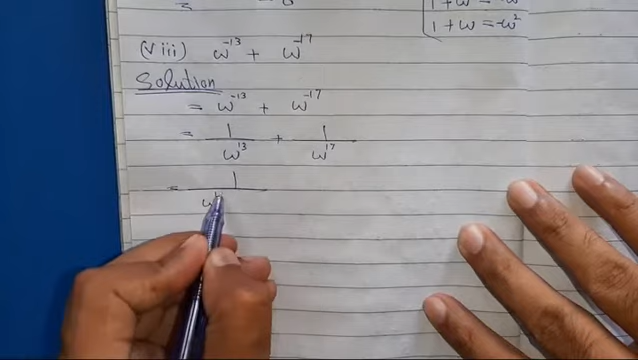 1 + ω = -ω²
(viii) ω⁻¹³ + ω⁻¹⁷
Solution
= ω⁻¹³ + ω⁻¹⁷
= 1/ω¹³ + 1/ω¹⁷
= 1/ω